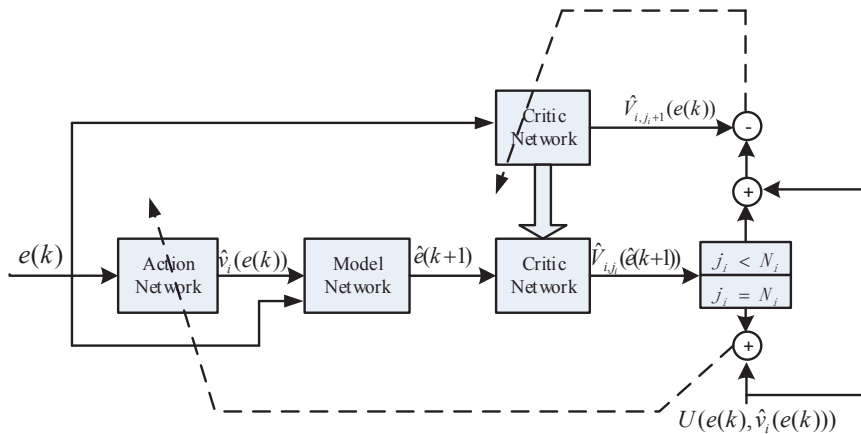 Critic
Network
V̂_{i,j_i+1}(e(k))
-
+
e(k)
Action
Network
v̂_i(e(k))
Model
Network
ê(k+1)
Critic
Network
V̂_{i,j_i}(ê(k+1))
j_i < N_i
j_i = N_i
+
U(e(k), v̂_i(e(k)))